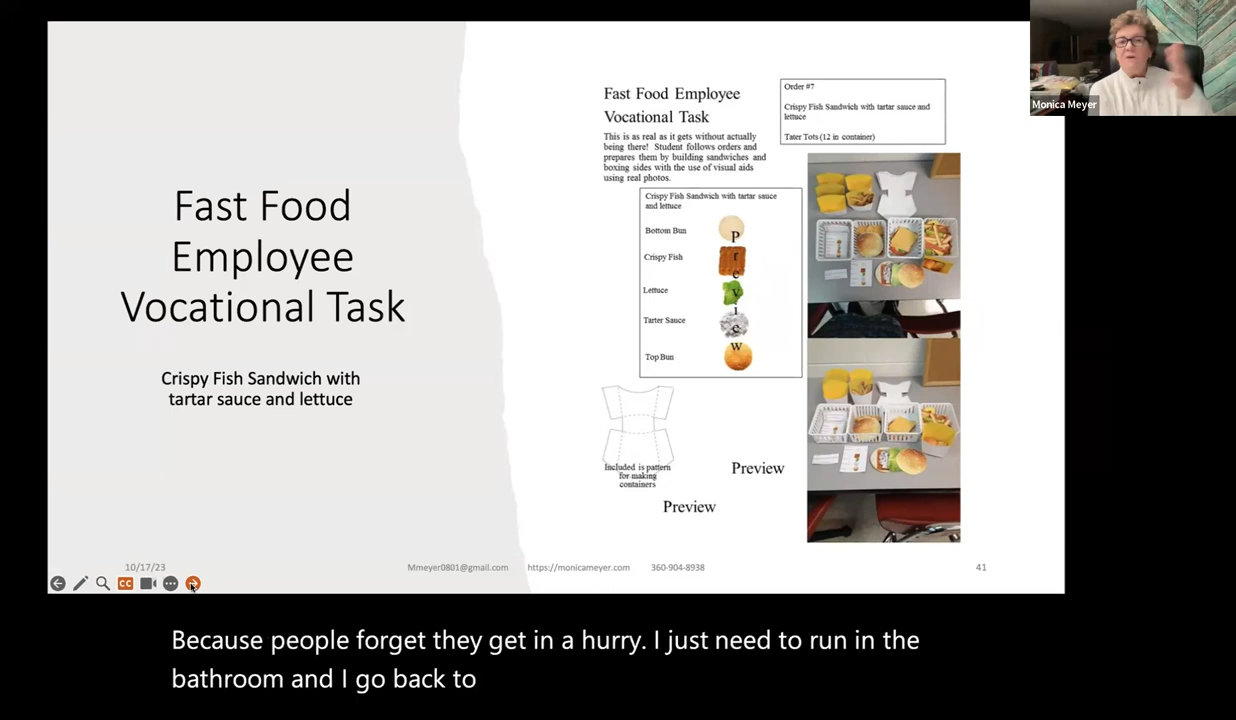 Fast Food
Employee
Vocational Task
Crispy Fish Sandwich with
tartar sauce and lettuce
Fast Food Employee
Vocational Task
This is as real as it gets without actually
being there! Student follows orders and
prepares them by building sandwiches and
boxing sides with the use of visual aids
using real photos.
Order #7
Crispy Fish Sandwich with tartar sauce and
lettuce
Tater Tots (12 in container)
Crispy Fish Sandwich with tartar sauce
and lettuce
Bottom Bun
Crispy Fish
Lettuce
Tarter Sauce
Top Bun
Preview
Included is pattern
for making
containers
Preview
Preview
10/17/23
Mmeyer0801@gmail.com
https://monicameyer.com
360-904-8938
41
CC
Monica Meyer
Because people forget they get in a hurry. I just need to run in the
bathroom and I go back to